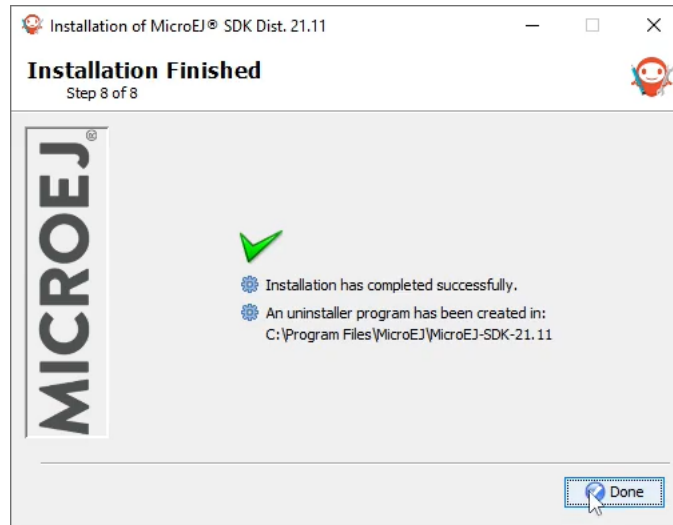 Installation of MicroEJ® SDK Dist. 21.11
Installation Finished
Step 8 of 8
MICROEJ®
Installation has completed successfully.
An uninstaller program has been created in:
C:\Program Files\MicroEJ\MicroEJ-SDK-21.11
Done